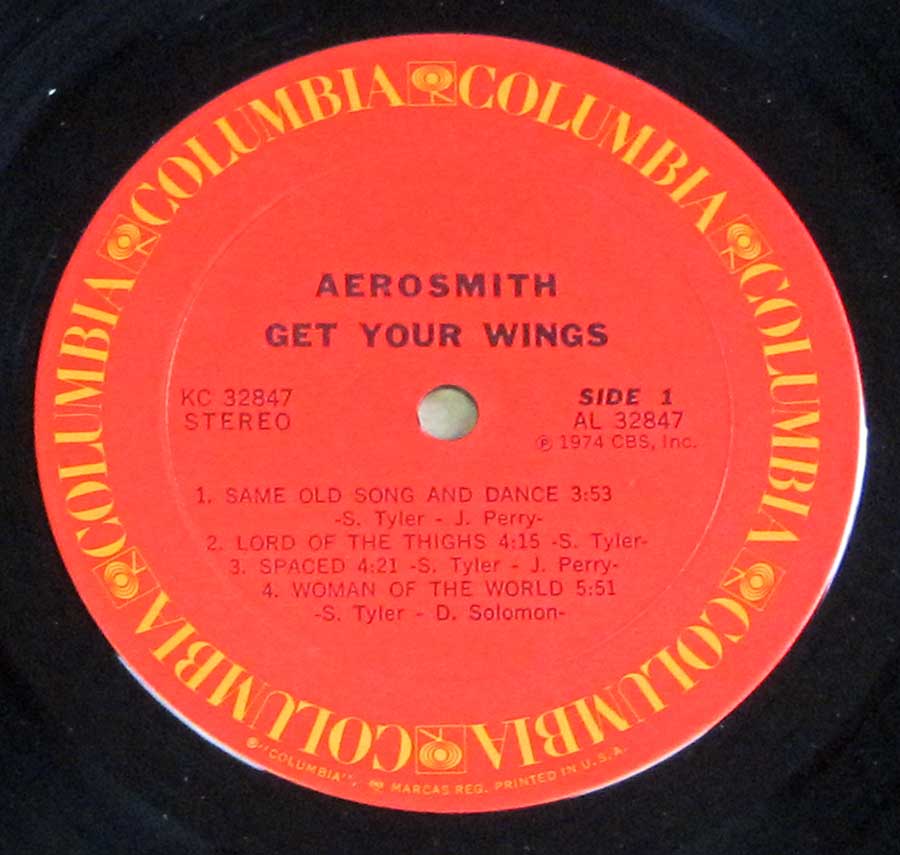 COLUMBIA COLUMBIA COLUMBIA COLUMBIA COLUMBIA COLUMBIA
AEROSMITH
GET YOUR WINGS
KC 32847
STEREO
SIDE 1
AL 32847
℗ 1974 CBS, Inc.
1. SAME OLD SONG AND DANCE 3:53
-S. Tyler - J. Perry-
2. LORD OF THE THIGHS 4:15 -S. Tyler-
3. SPACED 4:21 -S. Tyler - J. Perry-
4. WOMAN OF THE WORLD 5:51
-S. Tyler - D. Solomon-
®"COLUMBIA", MARCAS REG. PRINTED IN U.S.A.